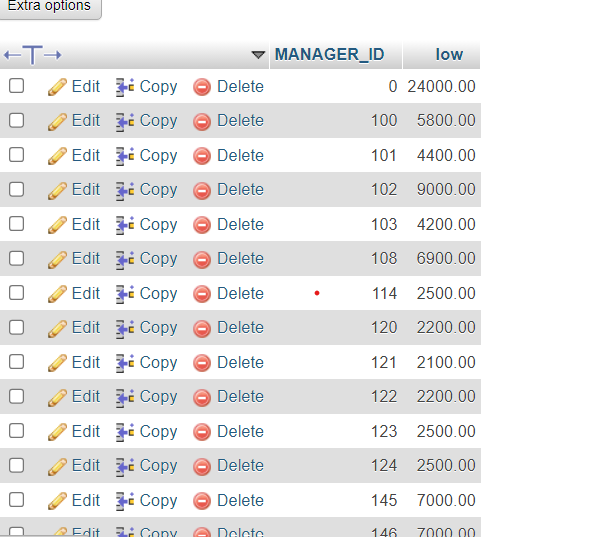 Extra options
MANAGER_ID low
Edit Copy Delete 0 24000.00
Edit Copy Delete 100 5800.00
Edit Copy Delete 101 4400.00
Edit Copy Delete 102 9000.00
Edit Copy Delete 103 4200.00
Edit Copy Delete 108 6900.00
Edit Copy Delete 114 2500.00
Edit Copy Delete 120 2200.00
Edit Copy Delete 121 2100.00
Edit Copy Delete 122 2200.00
Edit Copy Delete 123 2500.00
Edit Copy Delete 124 2500.00
Edit Copy Delete 145 7000.00
Edit Copy Delete 146 7000.00